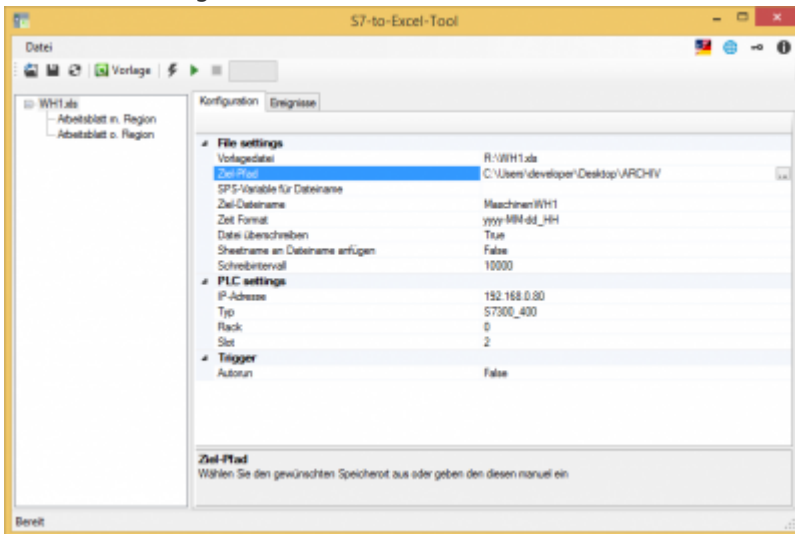 S7-to-Excel-Tool
Datei
Vorlage
WH1.xls
Arbeitsblatt m. Region
Arbeitsblatt o. Region
Konfiguration Ereignisse
File settings
Vorlagedatei R:\WH1.xls
Ziel-Pfad C:\Users\developer\Desktop\ARCHIV ...
SPS-Variable für Dateiname
Ziel-Dateiname MaschinenWH1
Zeit Format yyyy-MM-dd_HH
Datei überschreiben True
Sheetname an Dateiname anfügen False
Schreibintervall 10000
PLC settings
IP-Adresse 192.168.0.80
Typ S7300_400
Rack 0
Slot 2
Trigger
Autorun False
Ziel-Pfad
Wählen Sie den gewünschten Speicherort aus oder geben den diesen manuel ein
Bereit